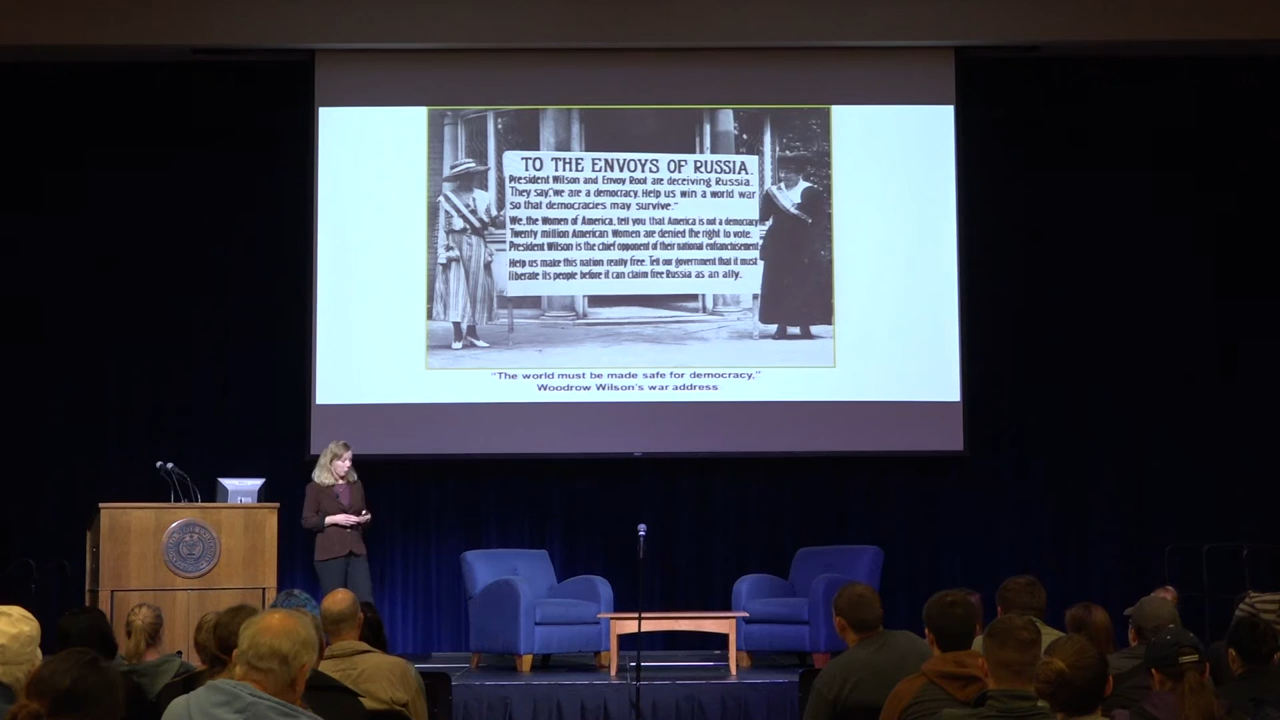 TO THE ENVOYS OF RUSSIA.
President Wilson and Envoy Root are deceiving Russia.
They say "we are a democracy. Help us win a world war
so that democracies may survive."
We, the Women of America, tell you that America is not a democracy.
Twenty million American Women are denied the right to vote.
President Wilson is the chief opponent of their national enfranchisement.
Help us make this nation really free. Tell our government that it must
liberate its people before it can claim free Russia as an ally.
"The world must be made safe for democracy,"
Woodrow Wilson's war address